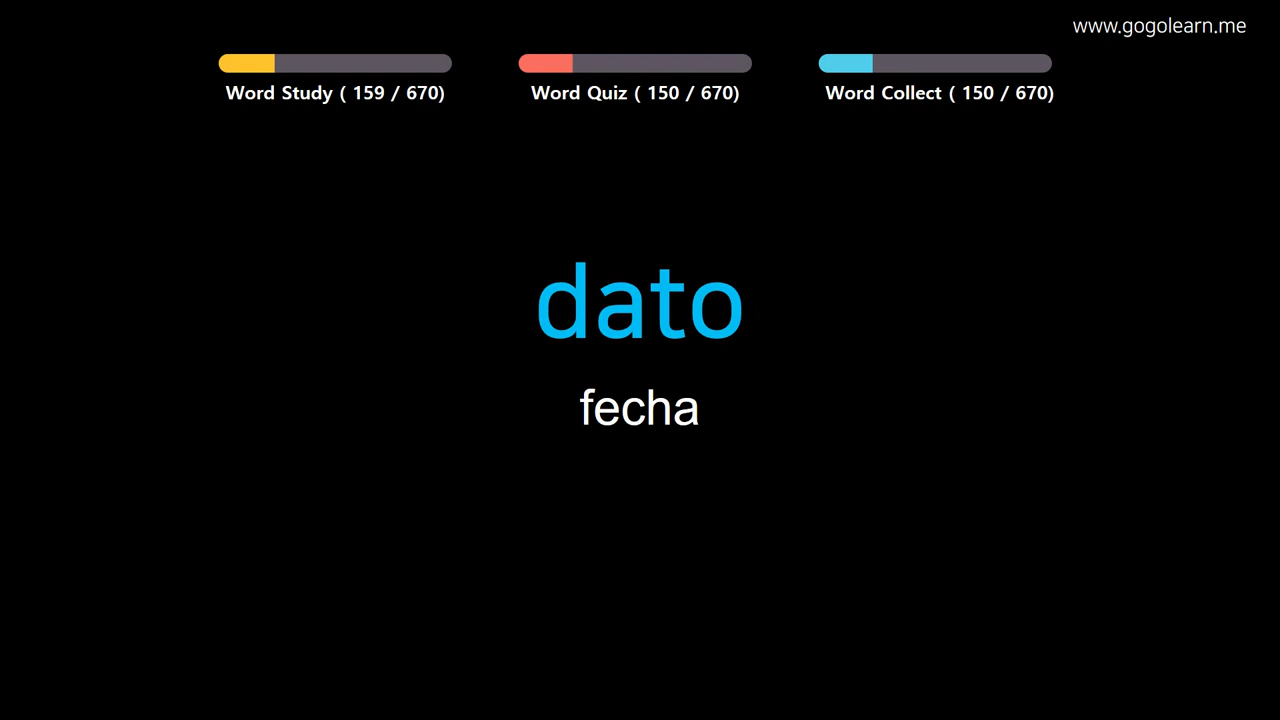 www.gogolearn.me
Word Study ( 159 / 670)
Word Quiz ( 150 / 670)
Word Collect ( 150 / 670)
dato
fecha